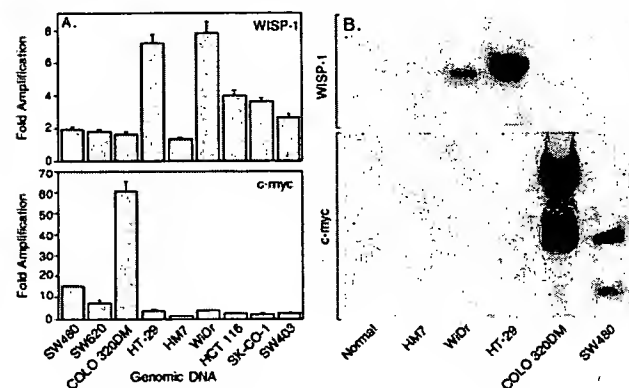 A.
WISP-1
8
6
4
2
0
Fold Amplification
c-myc
70
60
50
40
30
20
10
0
Fold Amplification
SW480
SW620
COLO 320DM
HT-29
HM7
WiDr
HCT 116
SK-CO-1
SW403
Genomic DNA
B.
WISP-1
c-myc
Normal
HM7
WiDr
HT-29
COLO 320DM
SW480